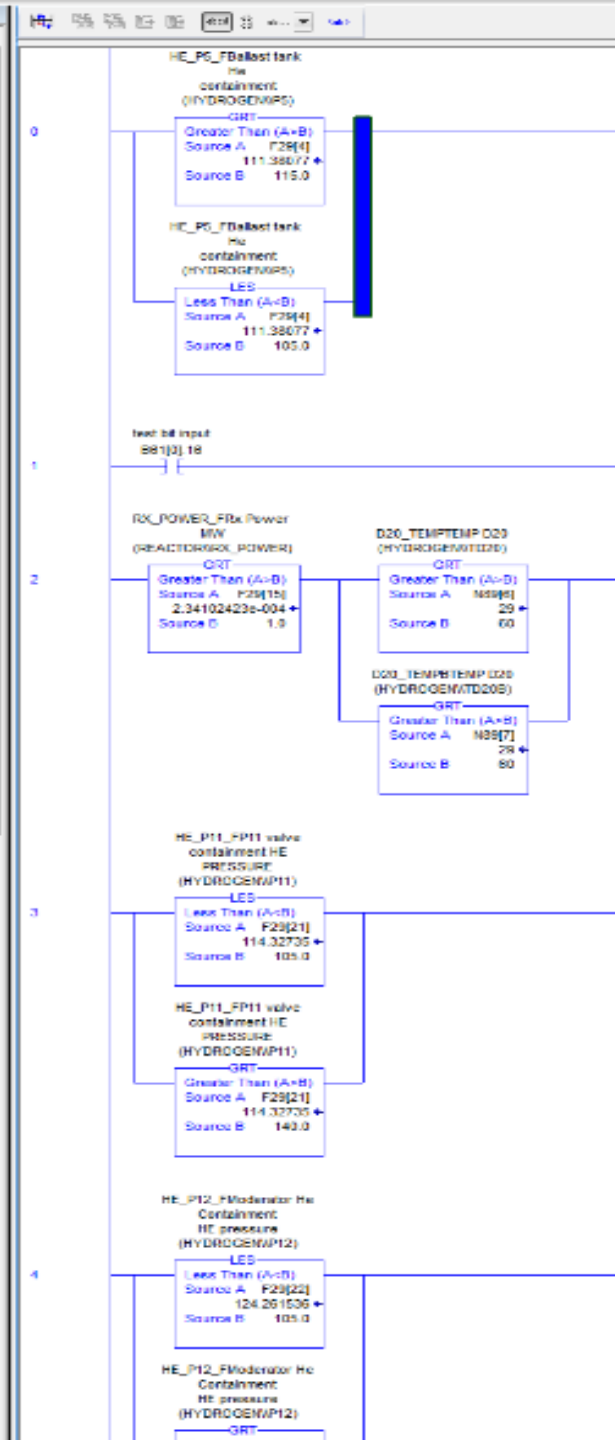 HE_P5_FBallast tank
He
containment
(HYDROGEN\P5)
GRT
0
Greater Than (A>B)
Source A F29[4]
111.38077
Source B 115.0
HE_P5_FBallast tank
He
containment
(HYDROGEN\P5)
LES
Less Than (A<B)
Source A F29[4]
111.38077
Source B 105.0
test bit input
1
RX_POWER_FRx Power
MW
(REACTOR\RX_POWER)
GRT
2
Greater Than (A>B)
Source A F29[15]
2.34102423e-004
Source B 1.0
D20_TEMPTEMP D20
(HYDROGEN\TD20)
GRT
Greater Than (A>B)
Source A N89[6]
29
Source B 60
D20_TEMPBTEMP D20
(HYDROGEN\TD20B)
GRT
Greater Than (A>B)
Source A N89[7]
29
Source B 60
HE_P11_FP11 valve
containment HE
PRESSURE
(HYDROGEN\P11)
LES
3
Less Than (A<B)
Source A F29[21]
114.32735
Source B 105.0
HE_P11_FP11 valve
containment HE
PRESSURE
(HYDROGEN\P11)
GRT
Greater Than (A>B)
Source A F29[21]
114.32735
Source B 140.0
HE_P12_FModerator He
Containment
HE pressure
(HYDROGEN\P12)
LES
4
Less Than (A<B)
Source A F29[22]
124.261536
Source B 105.0
HE_P12_FModerator He
Containment
HE pressure
(HYDROGEN\P12)
GRT